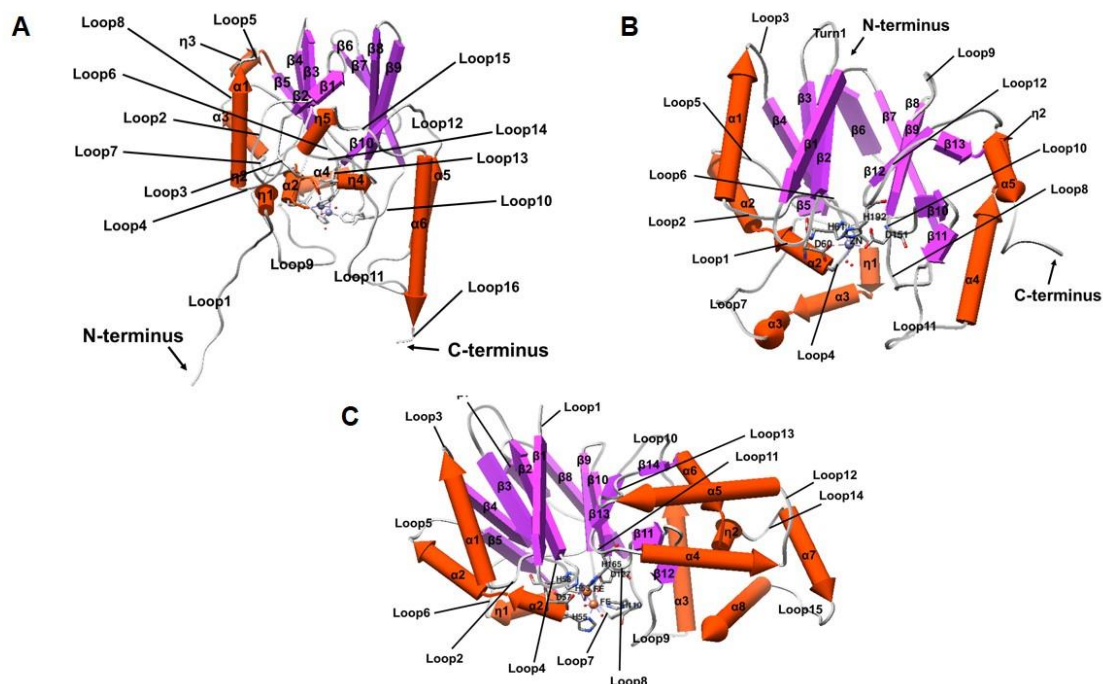 A
Loop5
Loop8
η3
β6
β8
β4
β3
β7
β9
Loop15
Loop6
β5
β1
β2
α1
Loop2
α3
η5
Loop12
β10
Loop14
Loop7
α4
Loop13
α5
η2
α2
η4
Loop3
η1
Loop10
Loop4
α6
Loop9
Loop11
Loop1
Loop16
N-terminus
C-terminus
B
Loop3
Turn1
N-terminus
Loop9
Loop12
β3
β8
η2
α1
β4
β7
Loop5
β9
β6
β13
β1
Loop10
β2
β12
α5
Loop6
Loop8
β5
β10
α2
H192
Loop2
H61
D151
ZN
β11
D60
Loop1
α2
η1
C-terminus
α4
Loop7
α3
Loop11
α3
Loop4
C
Loop1
Loop3
Loop13
β1
Loop10
Loop11
β2
β9
β14
α6
β3
β8
β10
Loop12
α5
Loop14
β4
β13
α1
Loop5
β5
β11
η2
H165
α4
α7
α2
β12
FE
D57
Loop6
α2
FE
α3
η1
α8
H55
Loop15
Loop9
Loop2
Loop4
Loop7
Loop8